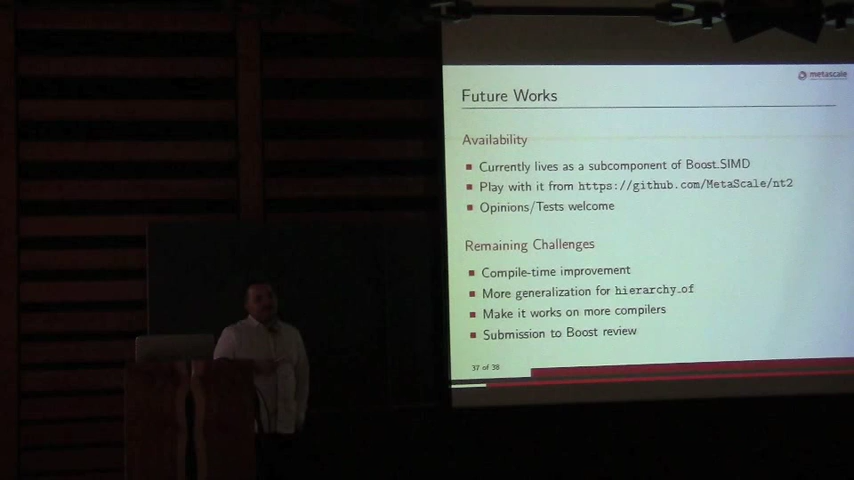 metascale
Future Works
Availability
Currently lives as a subcomponent of Boost.SIMD
Play with it from https://github.com/MetaScale/nt2
Opinions/Tests welcome
Remaining Challenges
Compile-time improvement
More generalization for hierarchy_of
Make it works on more compilers
Submission to Boost review
37 of 38